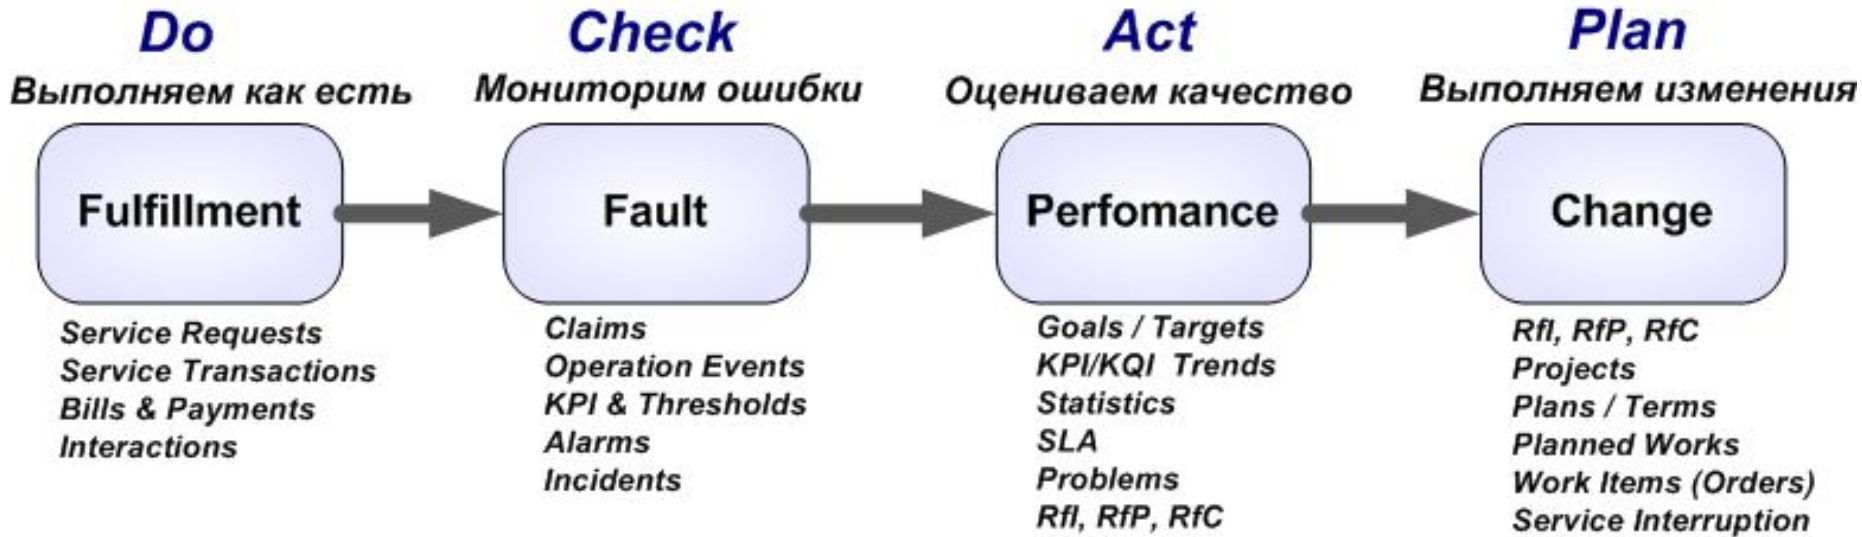 Do
Выполняем как есть
Fulfillment
Service Requests
Service Transactions
Bills & Payments
Interactions
Check
Мониторим ошибки
Fault
Claims
Operation Events
KPI & Thresholds
Alarms
Incidents
Act
Оцениваем качество
Perfomance
Goals / Targets
KPI/KQI Trends
Statistics
SLA
Problems
RfI, RfP, RfC
Plan
Выполняем изменения
Change
RfI, RfP, RfC
Projects
Plans / Terms
Planned Works
Work Items (Orders)
Service Interruption